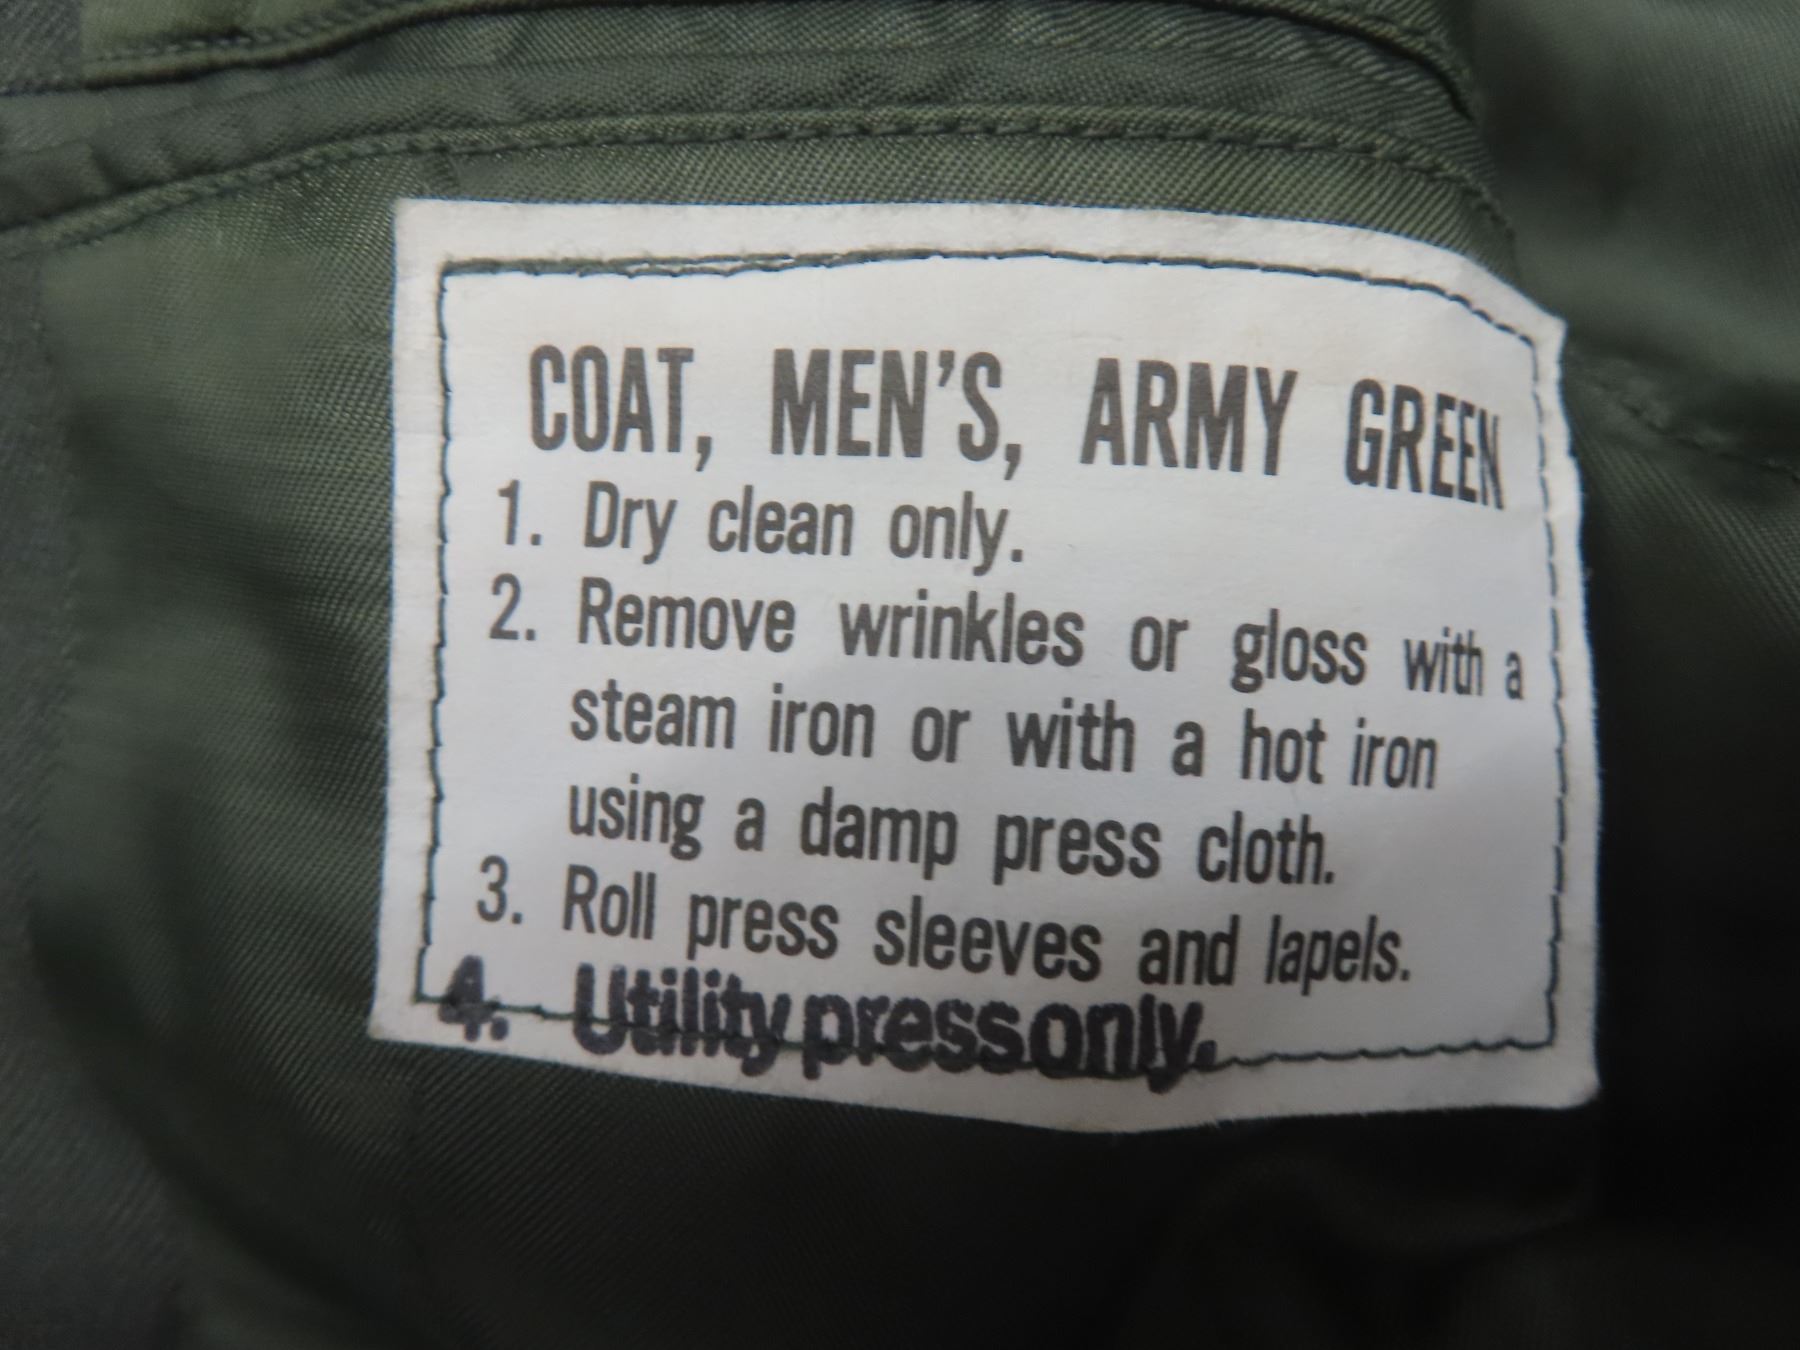 COAT, MEN'S, ARMY GREEN
1. Dry clean only.
2. Remove wrinkles or gloss with a
steam iron or with a hot iron
using a damp press cloth.
3. Roll press sleeves and lapels.
4. Utility press only.